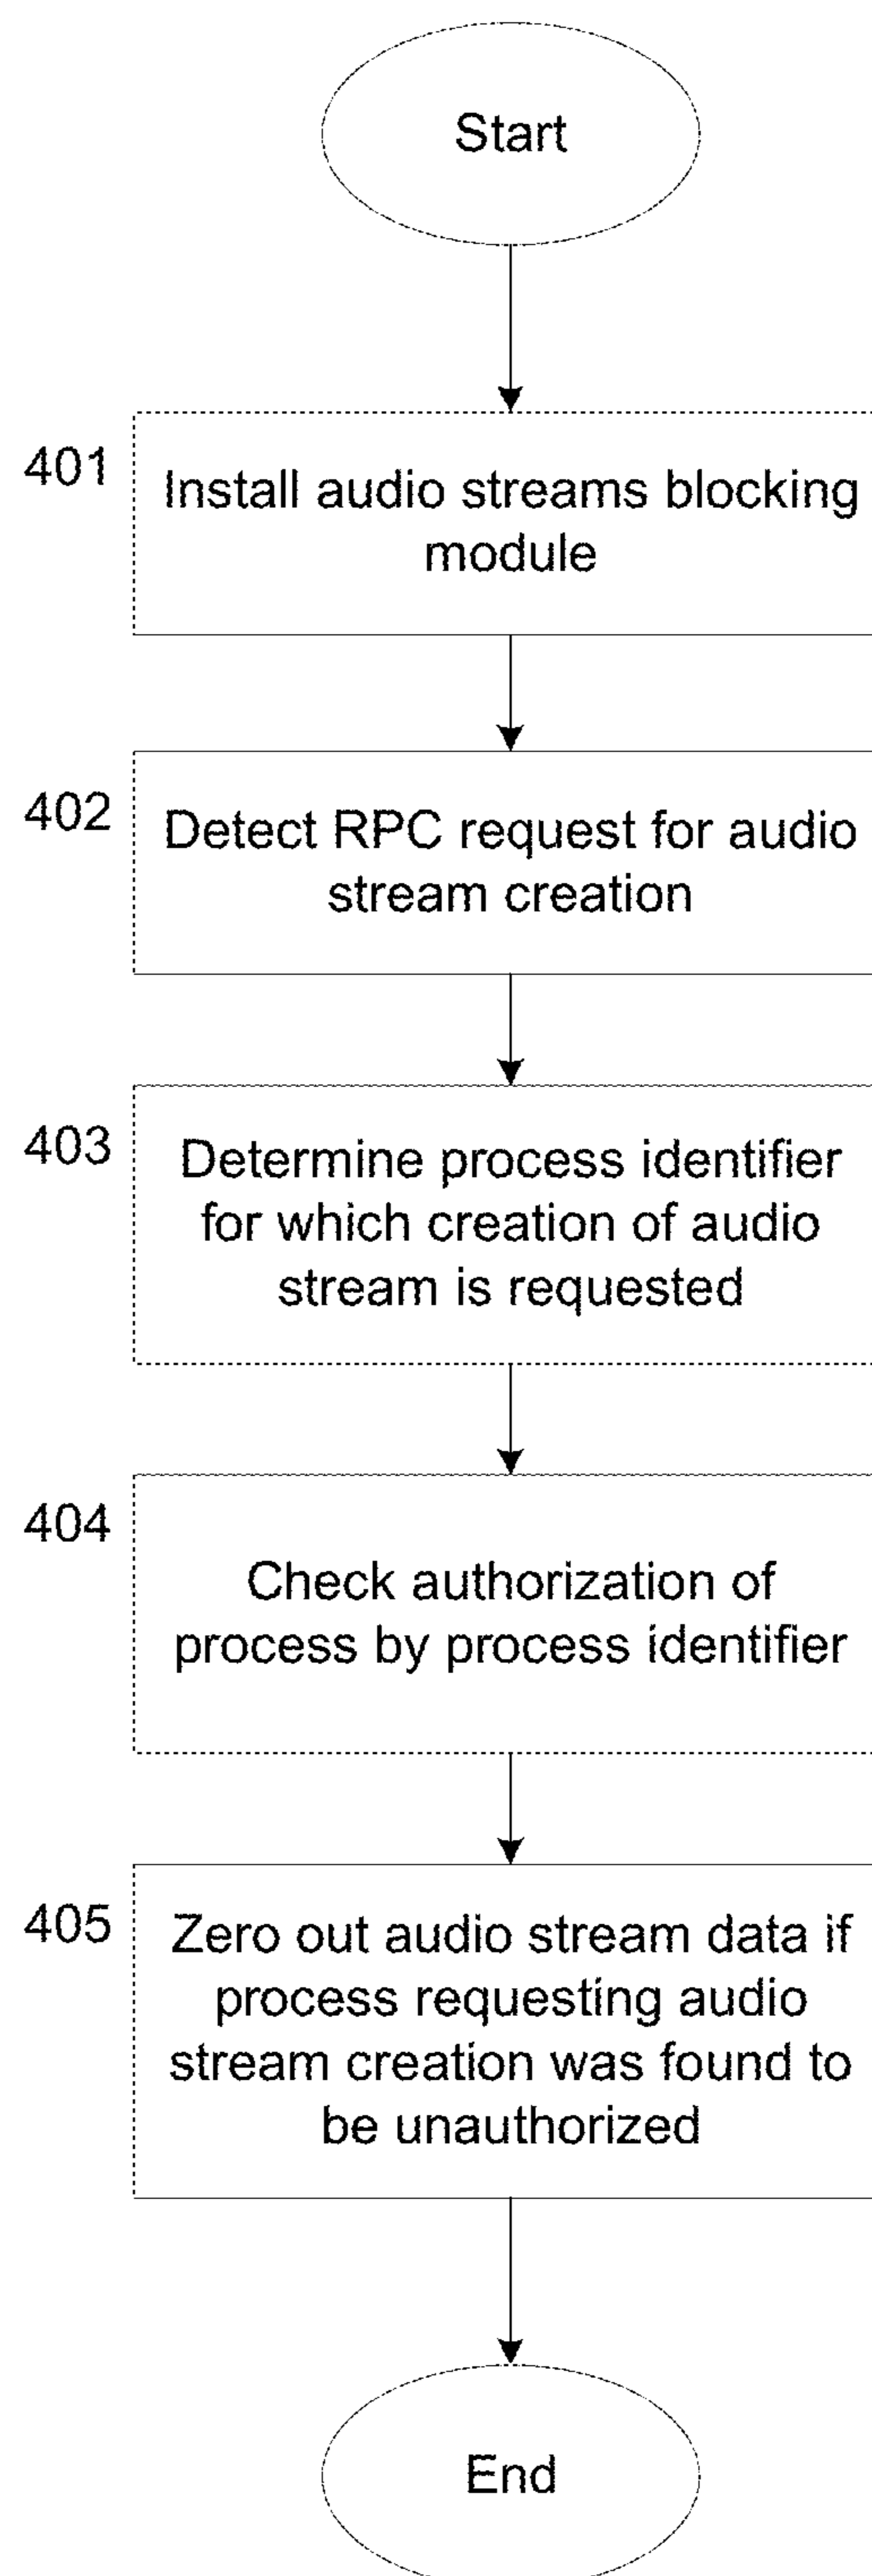 Start
401
Install audio streams blocking
module
402
Detect RPC request for audio
stream creation
403
Determine process identifier
for which creation of audio
stream is requested
404
Check authorization of
process by process identifier
405
Zero out audio stream data if
process requesting audio
stream creation was found to
be unauthorized
End